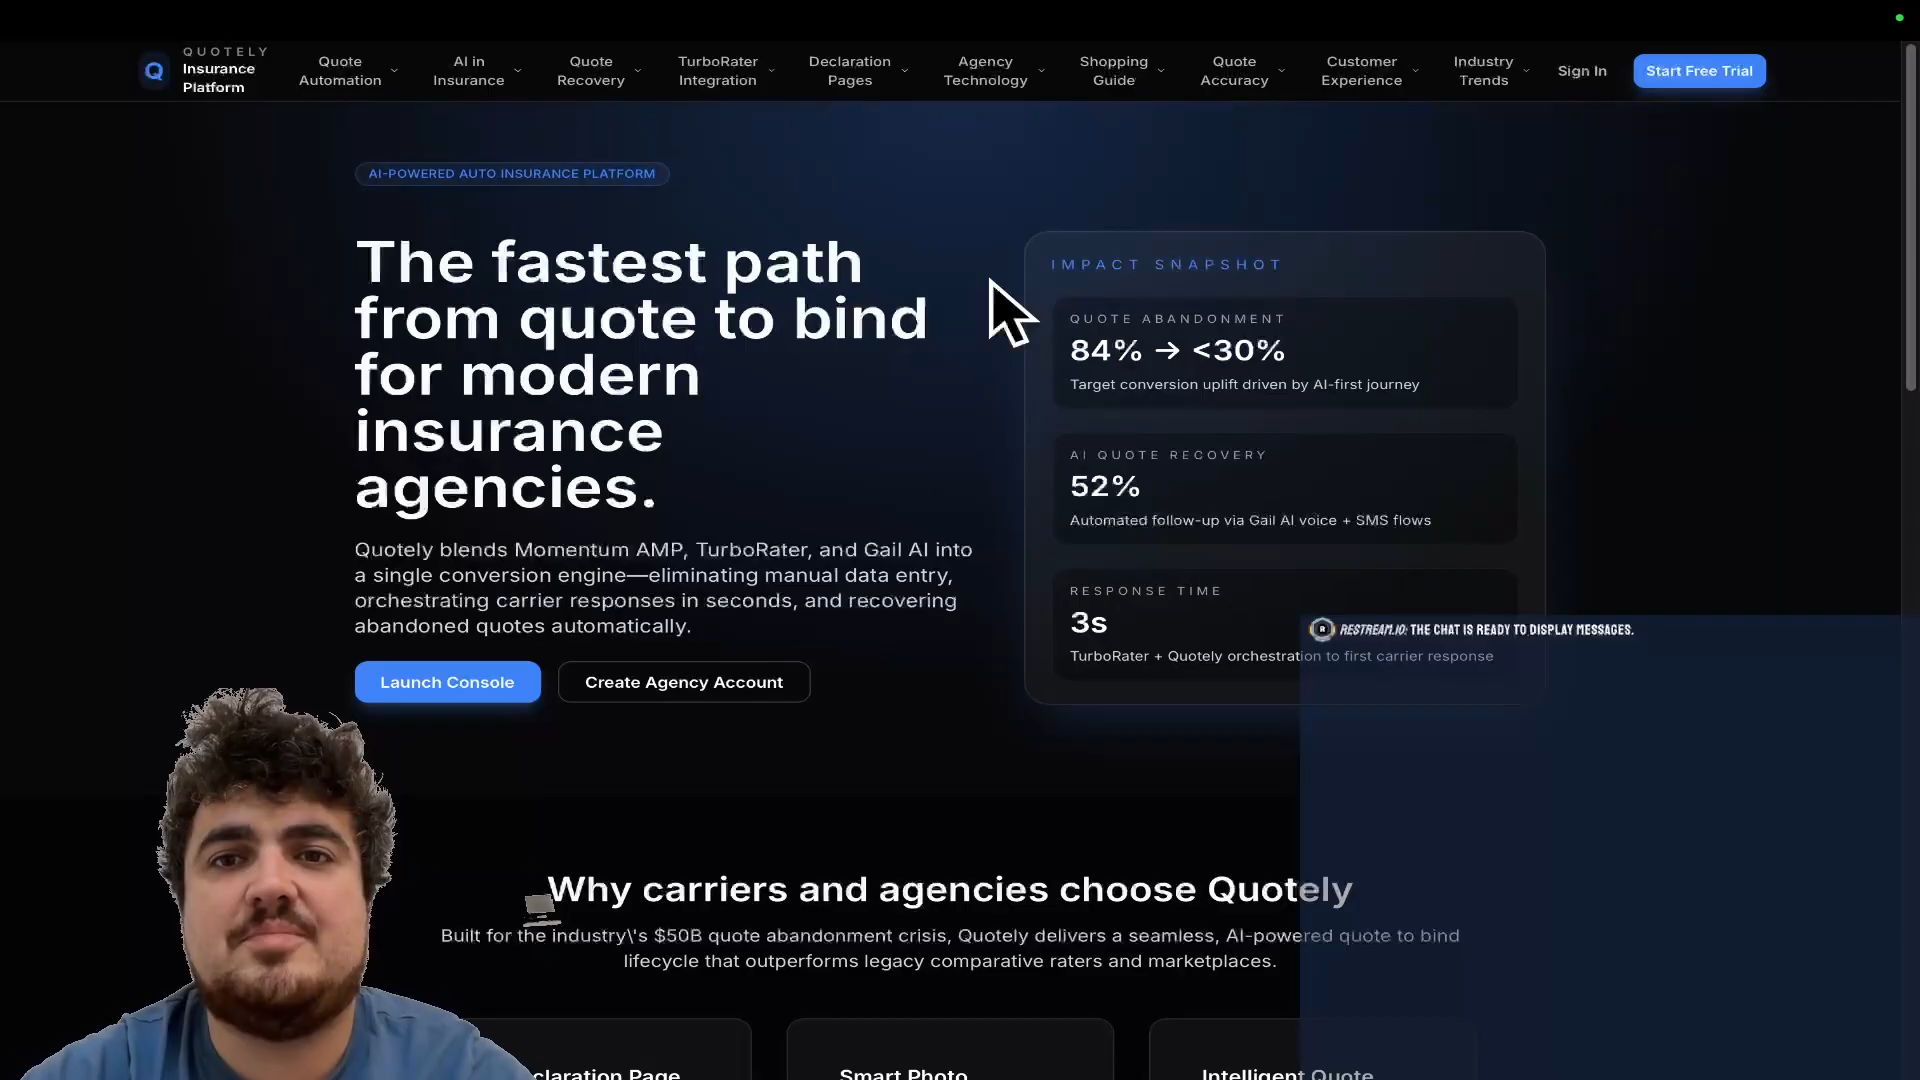 Q
QUOTELY
Insurance
Platform
Quote
Automation
AI in
Insurance
Quote
Recovery
TurboRater
Integration
Declaration
Pages
Agency
Technology
Shopping
Guide
Quote
Accuracy
Customer
Experience
Industry
Trends
Sign In
Start Free Trial
AI-POWERED AUTO INSURANCE PLATFORM
The fastest path
from quote to bind
for modern
insurance
agencies.
Quotely blends Momentum AMP, TurboRater, and Gail AI into
a single conversion engine—eliminating manual data entry,
orchestrating carrier responses in seconds, and recovering
abandoned quotes automatically.
Launch Console
Create Agency Account
IMPACT SNAPSHOT
QUOTE ABANDONMENT
84% → <30%
Target conversion uplift driven by AI-first journey
AI QUOTE RECOVERY
52%
Automated follow-up via Gail AI voice + SMS flows
RESPONSE TIME
3s
TurboRater + Quotely orchestration to first carrier response
RESTREAM.IO: THE CHAT IS READY TO DISPLAY MESSAGES.
Why carriers and agencies choose Quotely
Built for the industry\'s $50B quote abandonment crisis, Quotely delivers a seamless, AI-powered quote to bind
lifecycle that outperforms legacy comparative raters and marketplaces.
claration Page
Smart Photo
Intelligent Quote